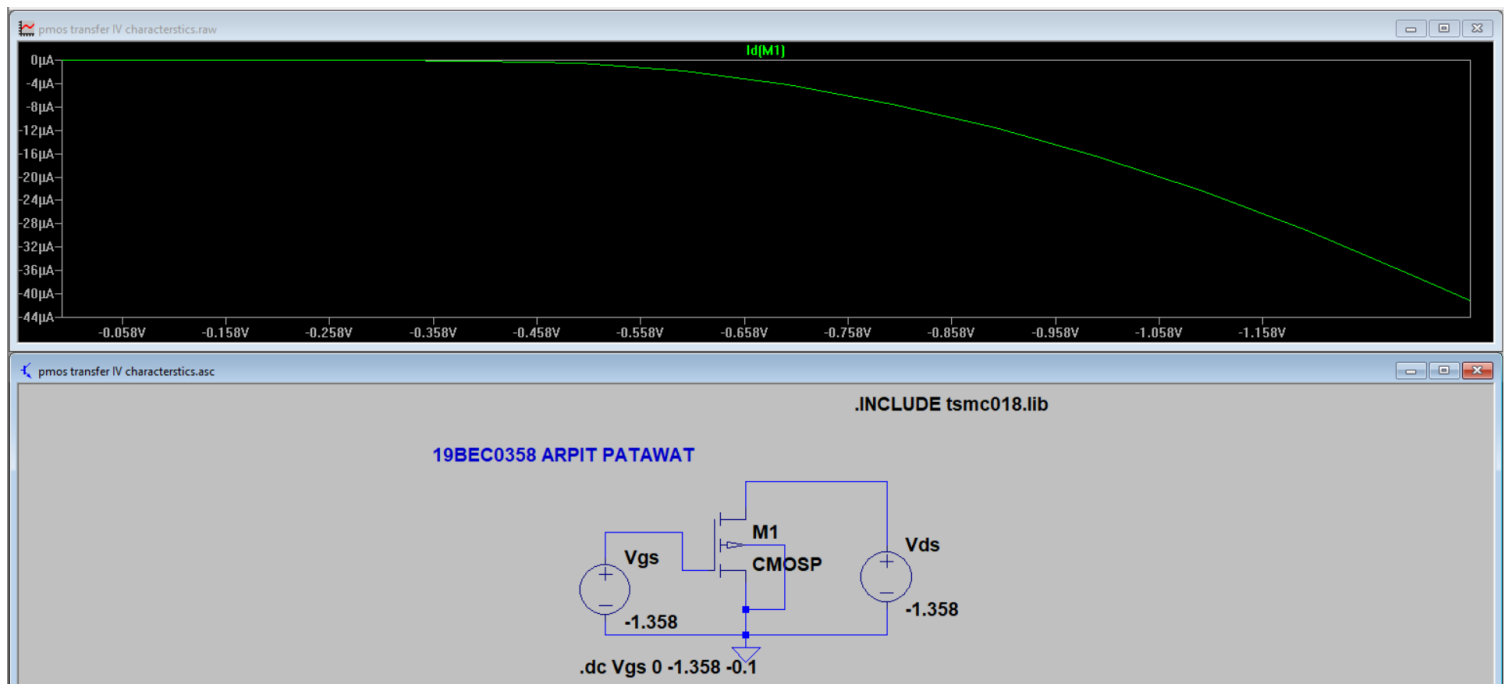 pmos transfer IV characterstics.raw
Id(M1)
0µA
-4µA
-8µA
-12µA
-16µA
-20µA
-24µA
-28µA
-32µA
-36µA
-40µA
-44µA
-0.058V -0.158V -0.258V -0.358V -0.458V -0.558V -0.658V -0.758V -0.858V -0.958V -1.058V -1.158V
pmos transfer IV characterstics.asc
.INCLUDE tsmc018.lib
19BEC0358 ARPIT PATAWAT
M1
Vgs
CMOSP
Vds
-1.358
-1.358
.dc Vgs 0 -1.358 -0.1